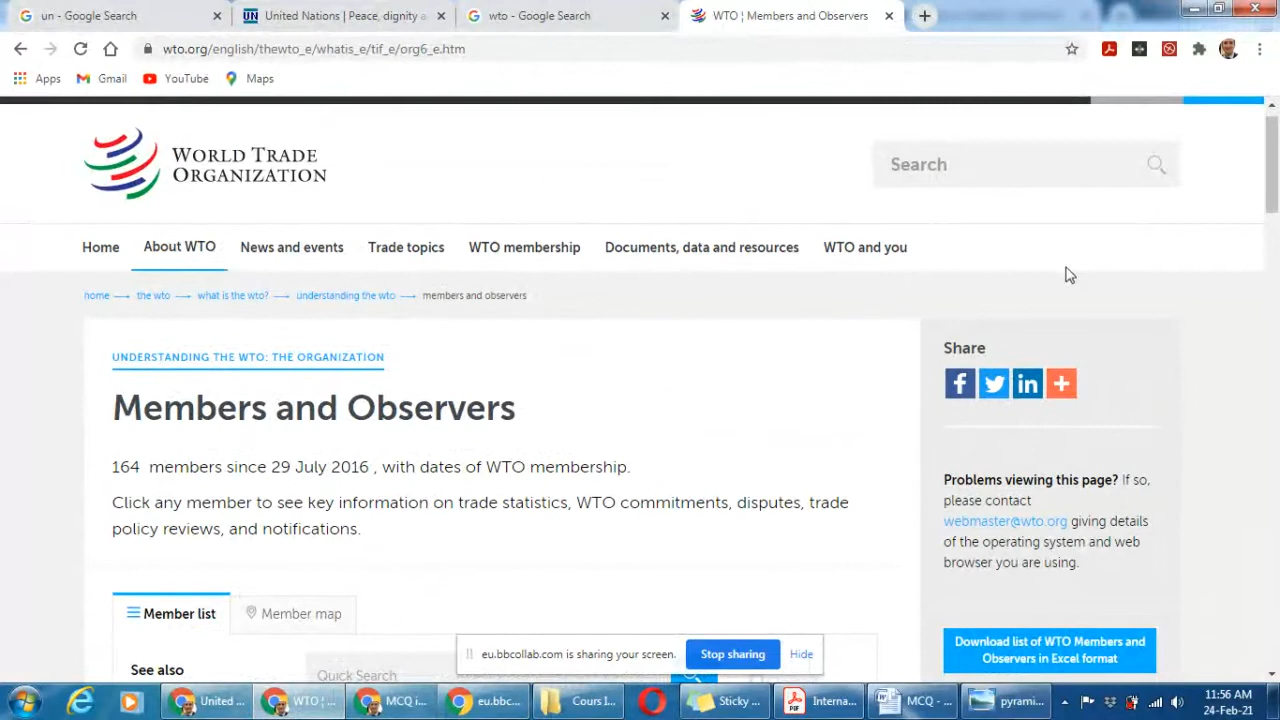 un - Google Search
United Nations | Peace, dignity a
wto - Google Search
WTO | Members and Observers
wto.org/english/thewto_e/whatis_e/tif_e/org6_e.htm
Apps
Gmail
YouTube
Maps
WORLD TRADE
ORGANIZATION
Search
Home
About WTO
News and events
Trade topics
WTO membership
Documents, data and resources
WTO and you
home
the wto
what is the wto?
understanding the wto
members and observers
UNDERSTANDING THE WTO: THE ORGANIZATION
Members and Observers
164 members since 29 July 2016 , with dates of WTO membership.
Click any member to see key information on trade statistics, WTO commitments, disputes, trade
policy reviews, and notifications.
Member list
Member map
See also
Quick Search
Share
Problems viewing this page? If so,
please contact
webmaster@wto.org giving details
of the operating system and web
browser you are using.
Download list of WTO Members and
Observers in Excel format
eu.bbcollab.com is sharing your screen.
Stop sharing
Hide
United ...
WTO | ...
MCQ i...
eu.bbc...
Cours I...
Sticky ...
Interna...
MCQ - ...
pyrami...
11:56 AM
24-Feb-21